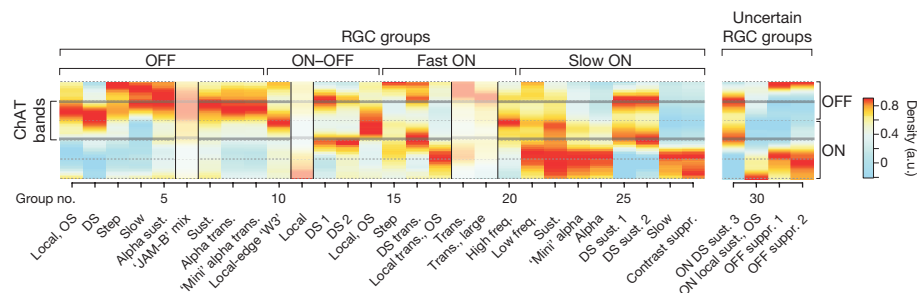 RGC groups
Uncertain
RGC groups
OFF
ON–OFF
Fast ON
Slow ON
ChAT
bands
OFF
ON
0.8
0.4
0
Density (a.u.)
Group no.
5
10
15
20
25
30
Local, OS
DS
Step
Slow
Alpha sust.
'JAM-B' mix
Sust.
Alpha trans.
'Mini' alpha trans.
Local-edge 'W3'
Local
DS 1
DS 2
Local, OS
Step
DS trans.
Local trans., OS
Trans.
Trans., large
High freq.
Low freq.
Sust.
'Mini' alpha
Alpha
DS sust. 1
DS sust. 2
Slow
Contrast suppr.
ON DS sust. 3
ON local sust., OS
OFF suppr. 1
OFF suppr. 2